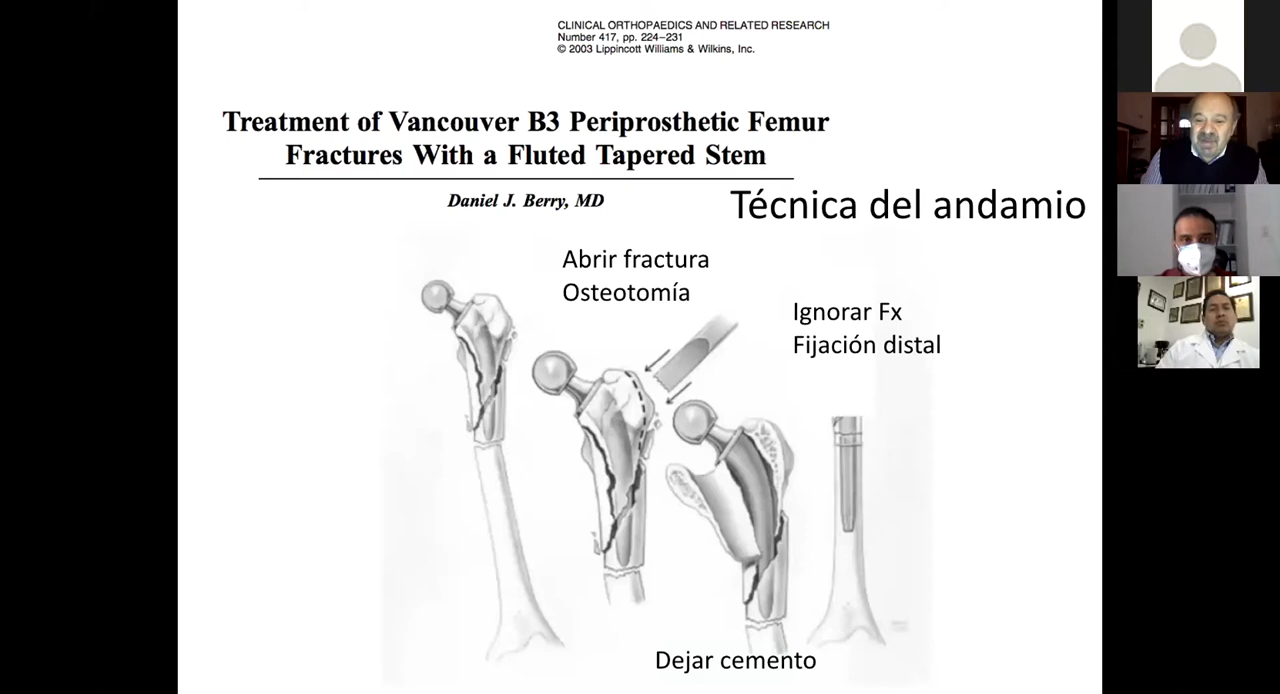 CLINICAL ORTHOPAEDICS AND RELATED RESEARCH
Number 417, pp. 224–231
© 2003 Lippincott Williams & Wilkins, Inc.
Treatment of Vancouver B3 Periprosthetic Femur
Fractures With a Fluted Tapered Stem
Daniel J. Berry, MD
Técnica del andamio
Abrir fractura
Osteotomía
Ignorar Fx
Fijación distal
Dejar cemento